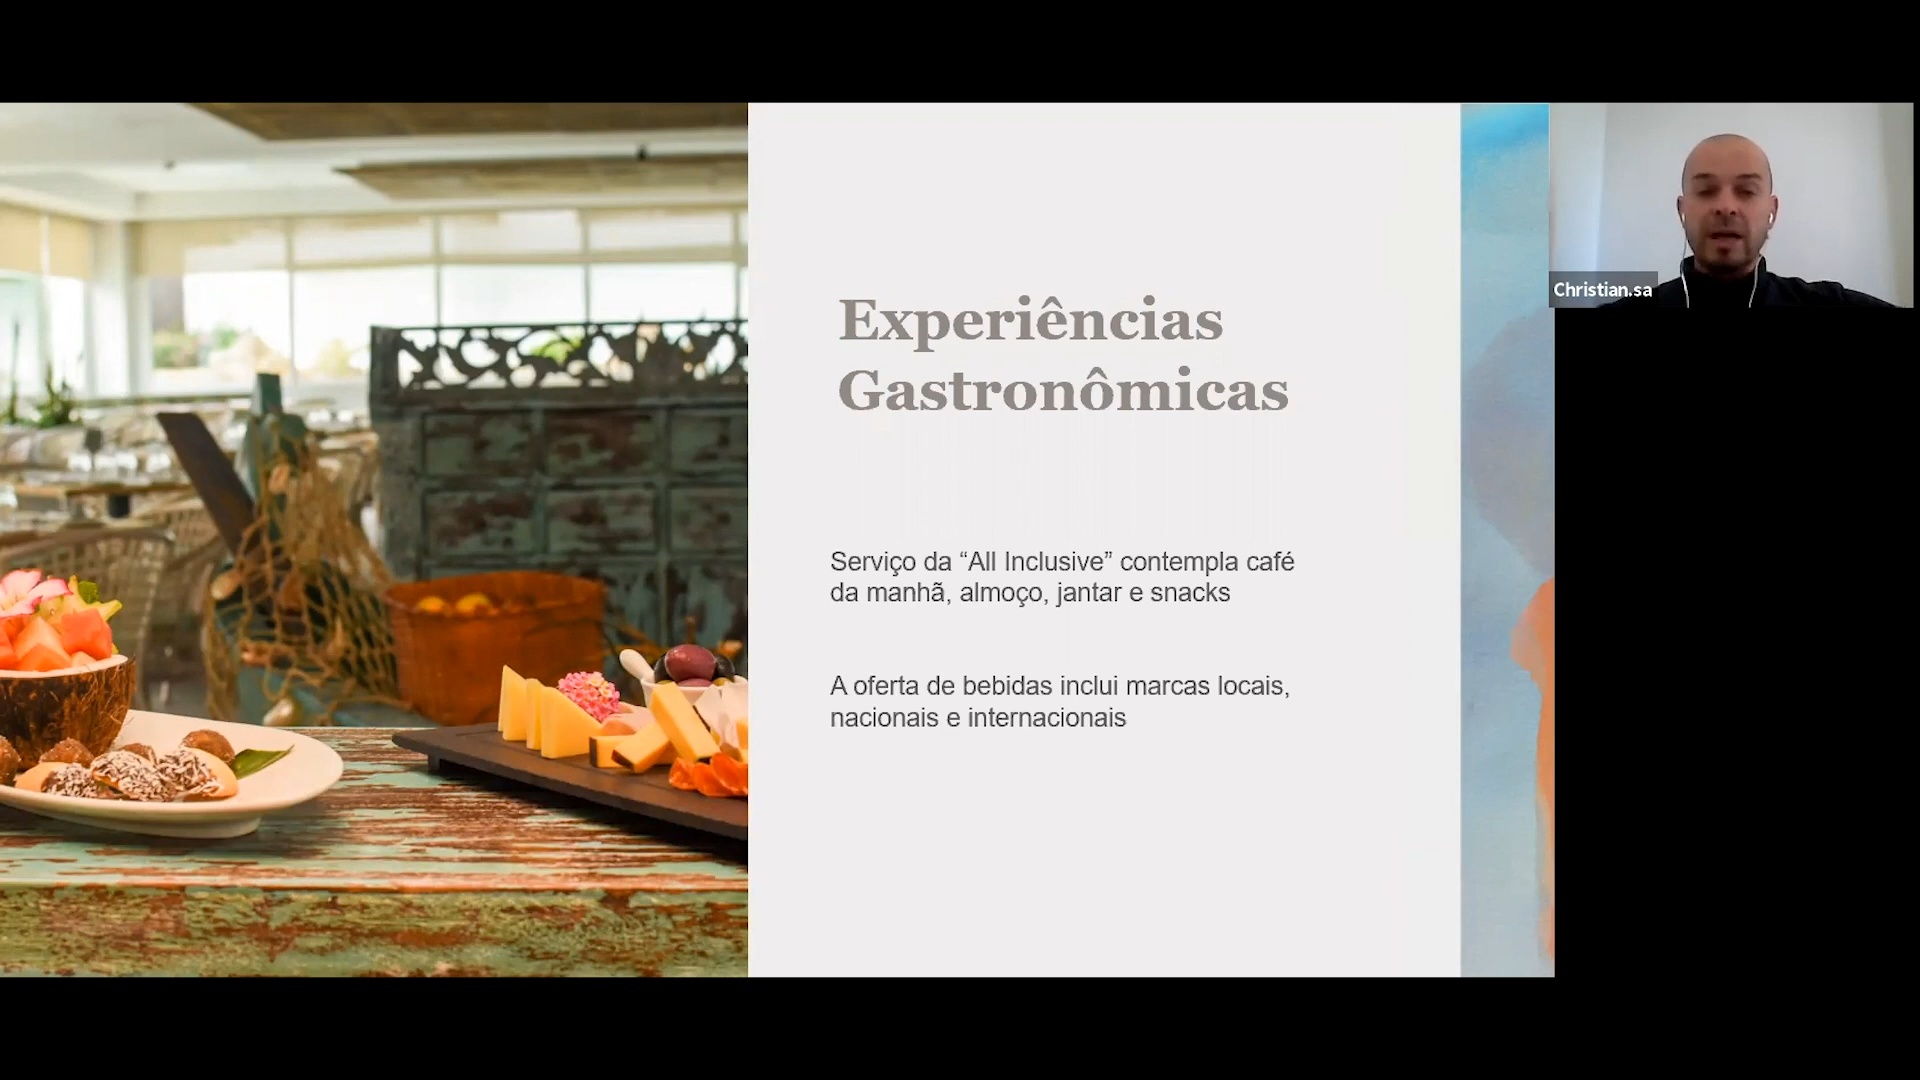 Experiências
Gastronômicas
Serviço da “All Inclusive” contempla café
da manhã, almoço, jantar e snacks
A oferta de bebidas inclui marcas locais,
nacionais e internacionais
Christian.sa